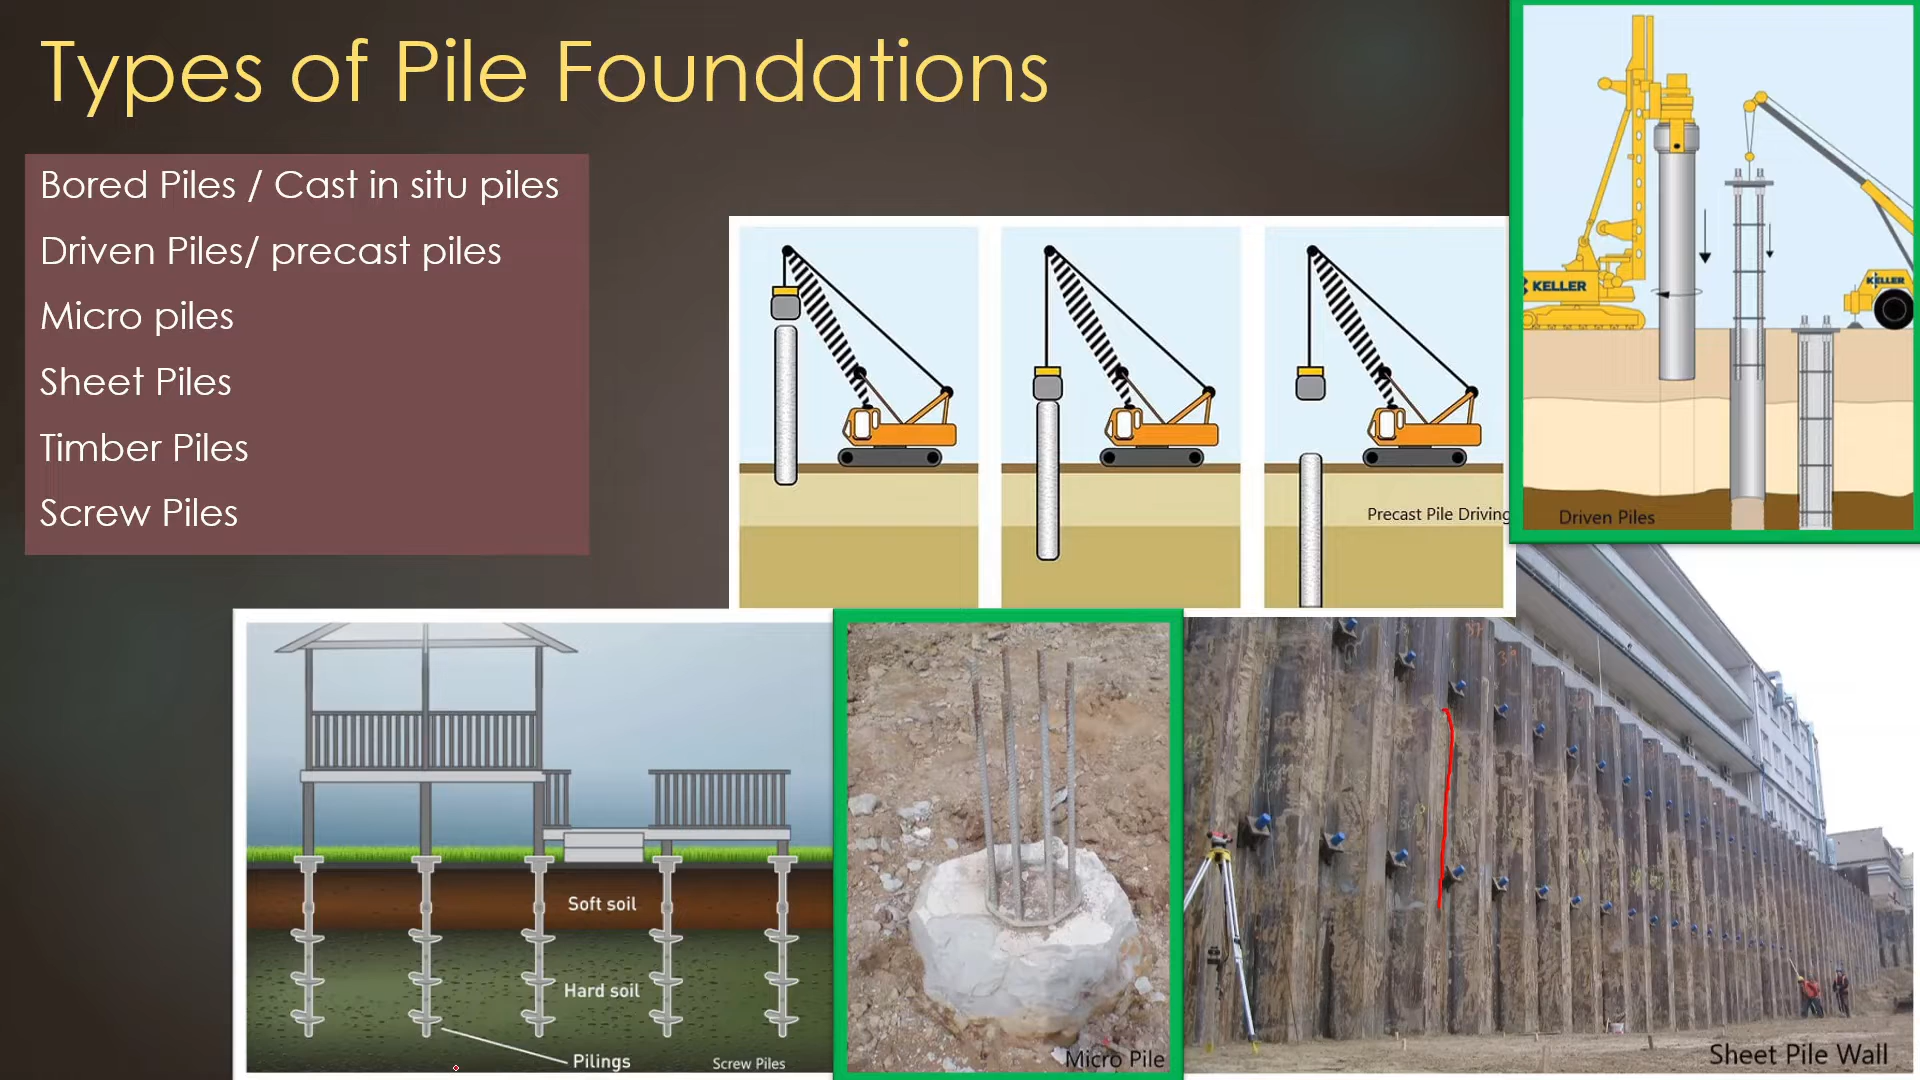 Types of Pile Foundations
Bored Piles / Cast in situ piles
Driven Piles/ precast piles
Micro piles
Sheet Piles
Timber Piles
Screw Piles
KELLER
KELLER
Driven Piles
Precast Pile Driving
Soft soil
Hard soil
Pilings
Screw Piles
Micro Pile
Sheet Pile Wall